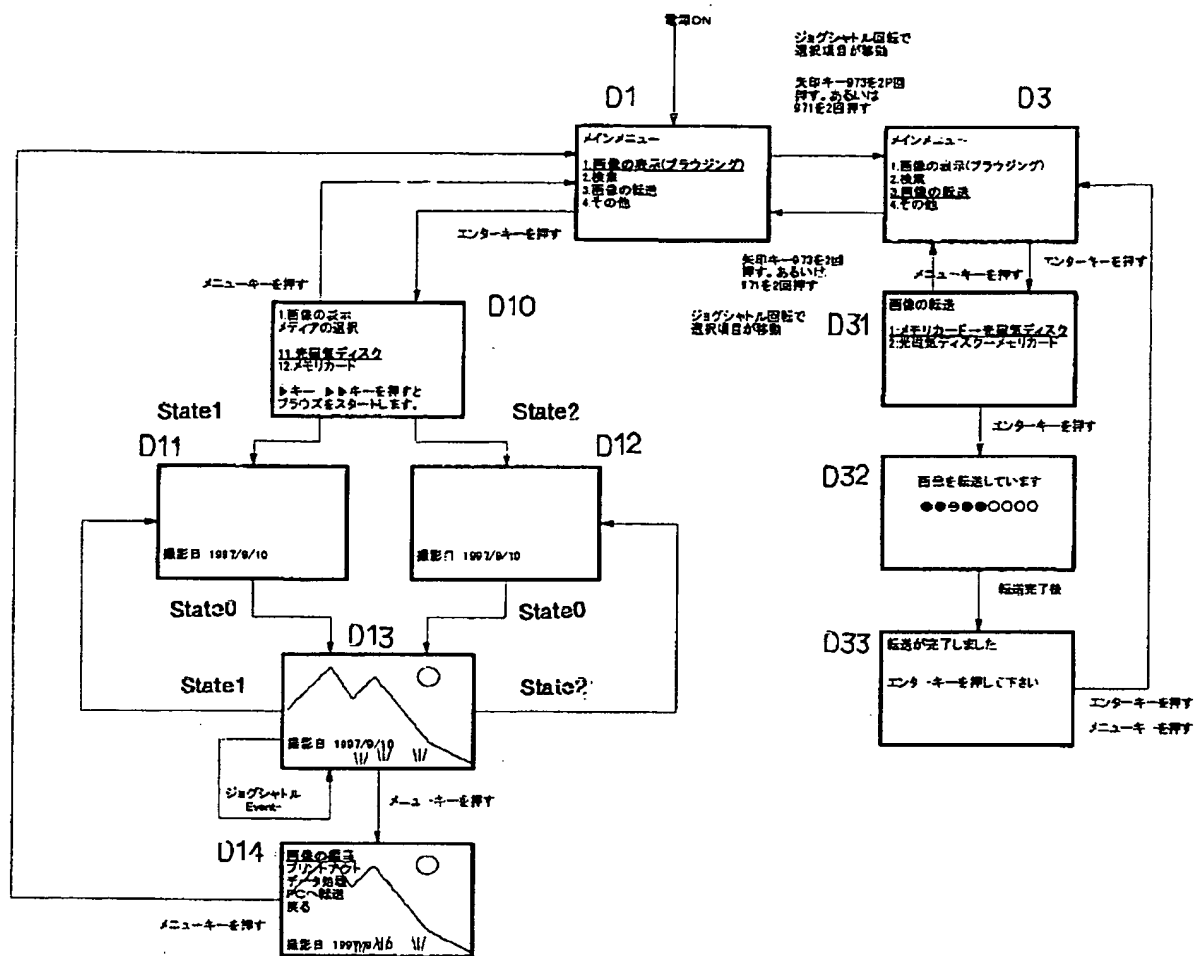 電源ON
ジョグシャトル回転で
選択項目が移動
矢印キー973を2P回
押す。あるいは
971を2回押す
D1
D3
メインメニュー
1.画像の表示(ブラウジング)
2.検索
3.画像の転送
4.その他
メインメニュー
1.画像の表示(ブラウジング)
2.検索
3.画像の転送
4.その他
エンターキーを押す
矢印キー973を2回
押す。あるいは
971を2回押す
メニューキーを押す
エンターキーを押す
メニューキーを押す
ジョグシャトル回転で
選択項目が移動
D10
1.画像の表示
メディアの選択
11.光磁気ディスク
12.メモリカード
▶キー ▶▶キーを押すと
ブラウズをスタートします。
D31
画像の転送
1:メモリカード→光磁気ディスク
2:光磁気ディスク→メモリカード
State1
State2
エンターキーを押す
D11
D12
撮影日 1997/9/10
撮影日 1997/9/10
D32
画像を転送しています
●●●●●○○○○
転送完了後
State0
State0
D13
State1
State2
撮影日 1997/9/10
D33
転送が完了しました
エンターキーを押して下さい
エンターキーを押す
メニューキーを押す
ジョグシャトル
Event
メニューキーを押す
D14
プリントアウト
データ処理
PCへ転送
戻る
撮影日
メニューキーを押す